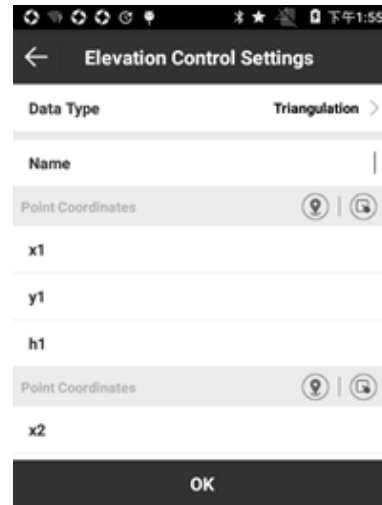 下午1:55
Elevation Control Settings
Data Type Triangulation
Name
Point Coordinates
x1
y1
h1
Point Coordinates
x2
OK